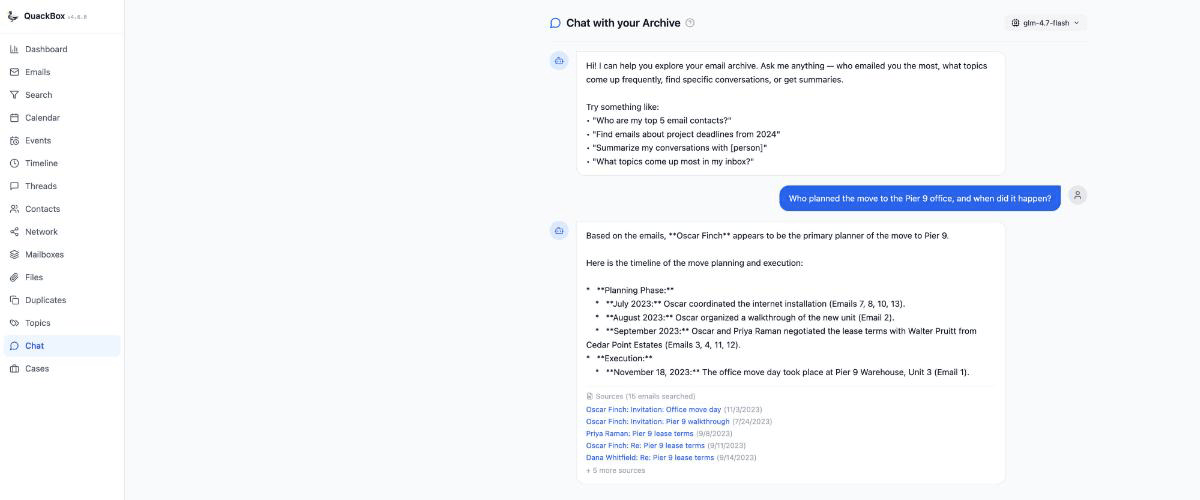 QuackBox v4.6.0
Dashboard
Emails
Search
Calendar
Events
Timeline
Threads
Contacts
Network
Mailboxes
Files
Duplicates
Topics
Chat
Cases
Chat with your Archive
glm-4.7-flash
Hi! I can help you explore your email archive. Ask me anything — who emailed you the most, what topics
come up frequently, find specific conversations, or get summaries.
Try something like:
• "Who are my top 5 email contacts?"
• "Find emails about project deadlines from 2024"
• "Summarize my conversations with [person]"
• "What topics come up most in my inbox?"
Who planned the move to the Pier 9 office, and when did it happen?
Based on the emails, **Oscar Finch** appears to be the primary planner of the move to Pier 9.
Here is the timeline of the move planning and execution:
* **Planning Phase:**
* **July 2023:** Oscar coordinated the internet installation (Emails 7, 8, 10, 13).
* **August 2023:** Oscar organized a walkthrough of the new unit (Email 2).
* **September 2023:** Oscar and Priya Raman negotiated the lease terms with Walter Pruitt from
Cedar Point Estates (Emails 3, 4, 11, 12).
* **Execution:**
* **November 18, 2023:** The office move day took place at Pier 9 Warehouse, Unit 3 (Email 1).
Sources (15 emails searched)
Oscar Finch: Invitation: Office move day (11/3/2023)
Oscar Finch: Invitation: Pier 9 walkthrough (7/24/2023)
Priya Raman: Pier 9 lease terms (9/8/2023)
Oscar Finch: Re: Pier 9 lease terms (9/11/2023)
Dana Whitfield: Re: Pier 9 lease terms (9/14/2023)
+ 5 more sources